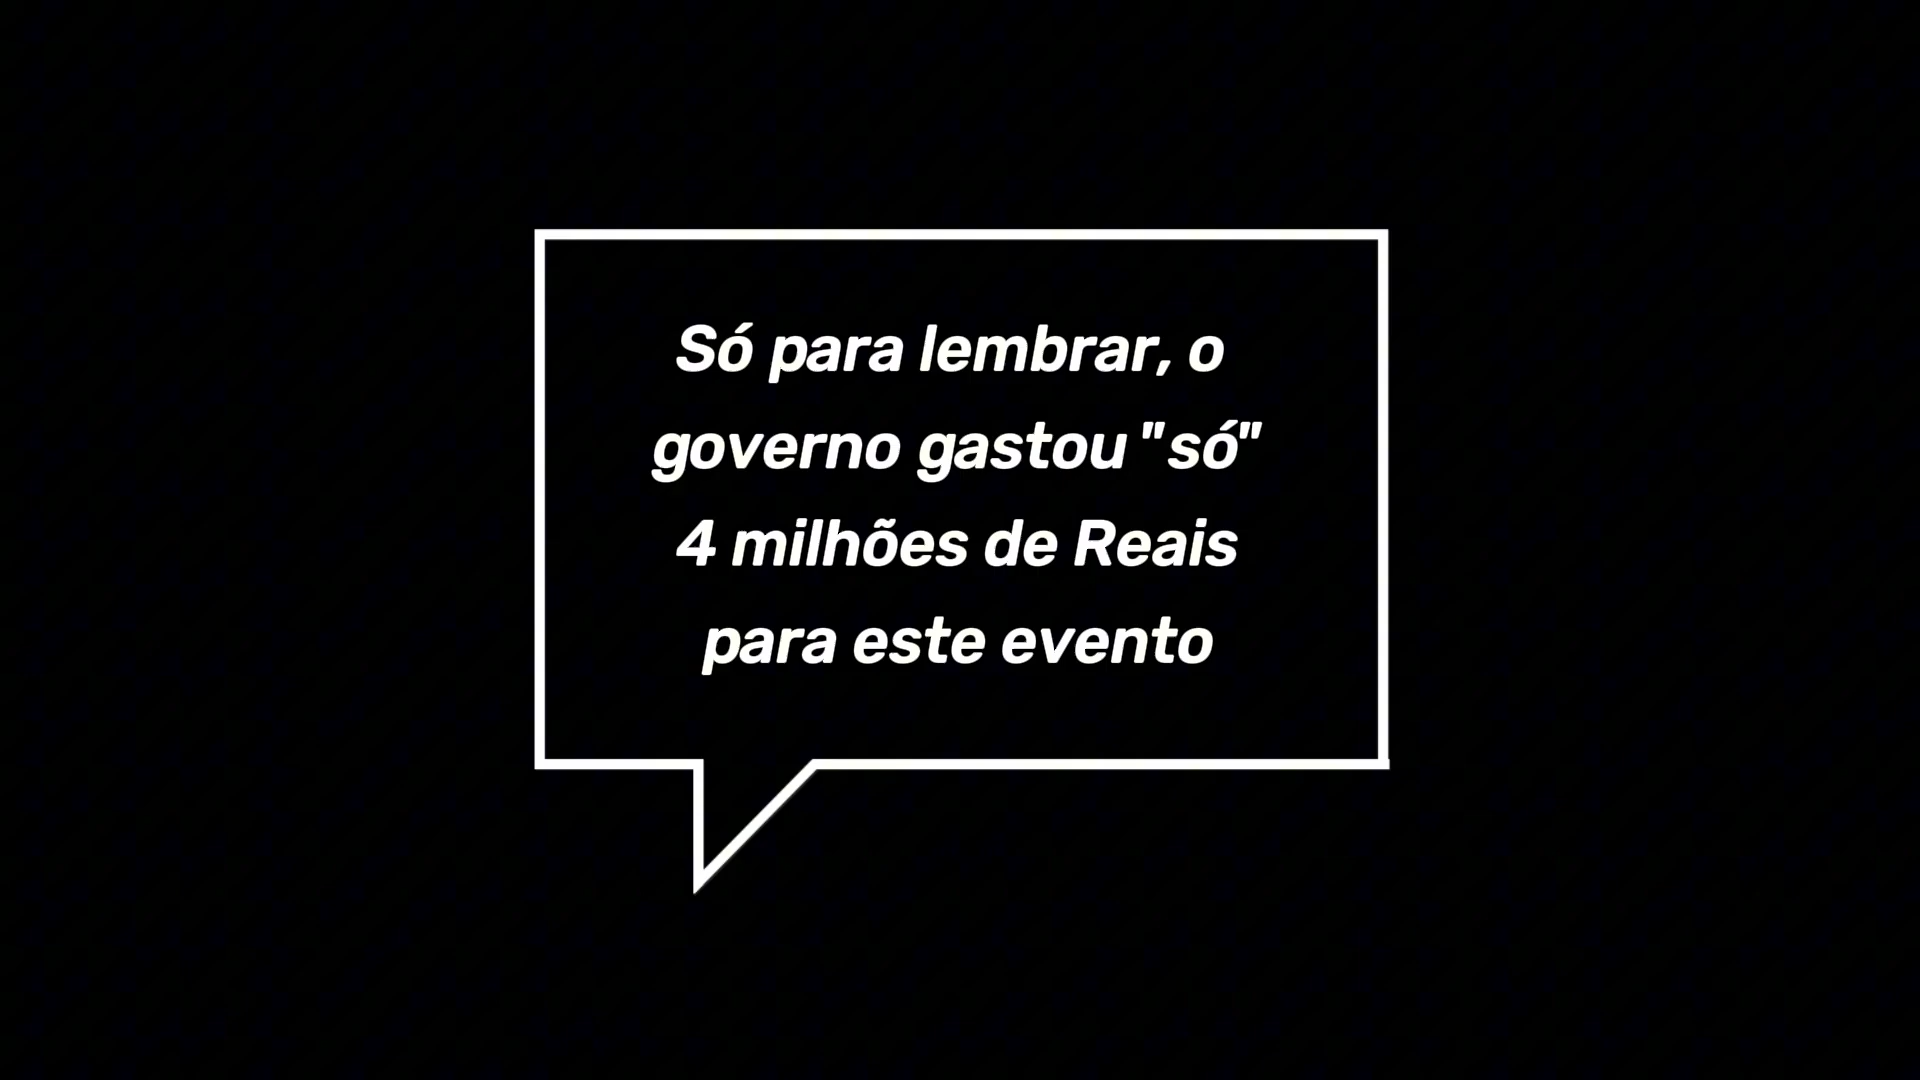 Só para lembrar, o
governo gastou "só"
4 milhões de Reais
para este evento